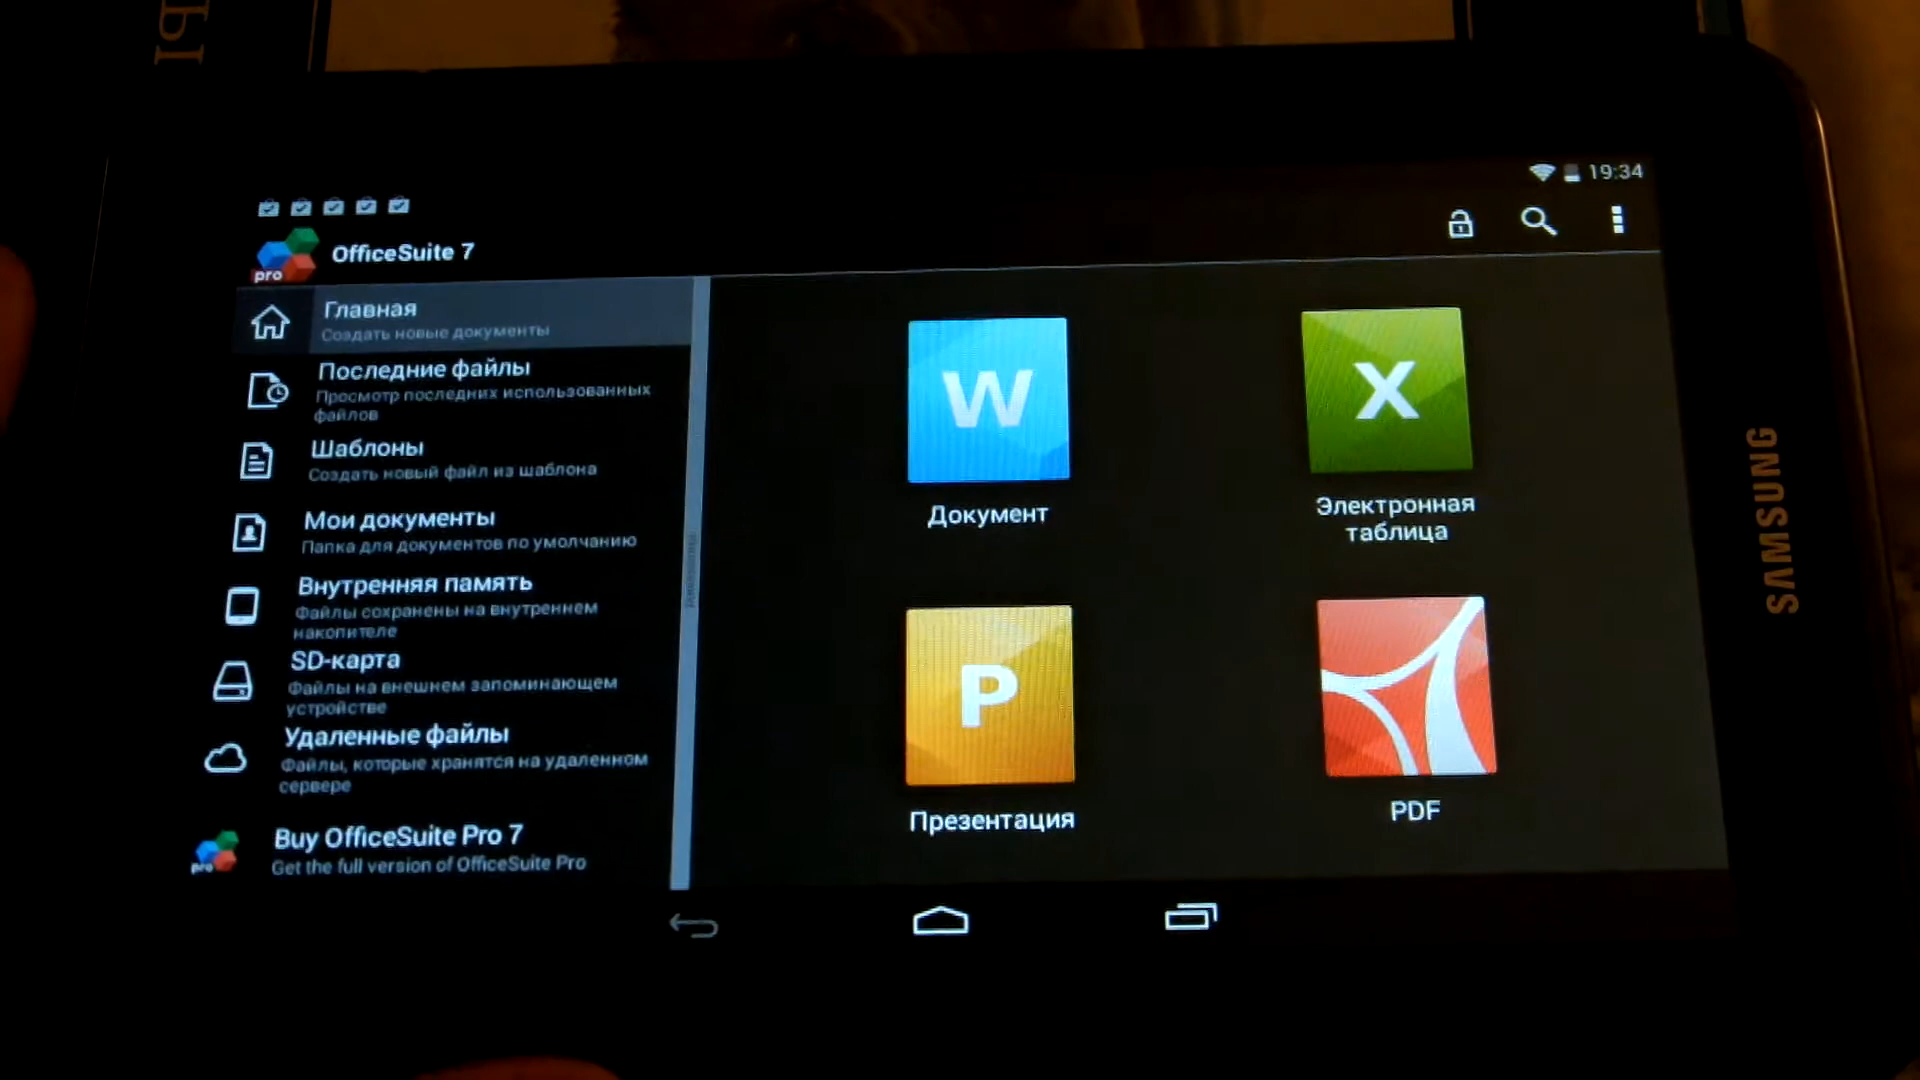 19:34
OfficeSuite 7
pro
Главная
Создать новые документы
Последние файлы
Просмотр последних использованных
файлов
Шаблоны
Создать новый файл из шаблона
Мои документы
Папка для документов по умолчанию
Внутренняя память
Файлы сохранены на внутреннем
накопителе
SD-карта
Файлы на внешнем запоминающем
устройстве
Удаленные файлы
Файлы, которые хранятся на удаленном
сервере
pro
Buy OfficeSuite Pro 7
Get the full version of OfficeSuite Pro
W
Документ
X
Электронная
таблица
P
Презентация
PDF
SAMSUNG